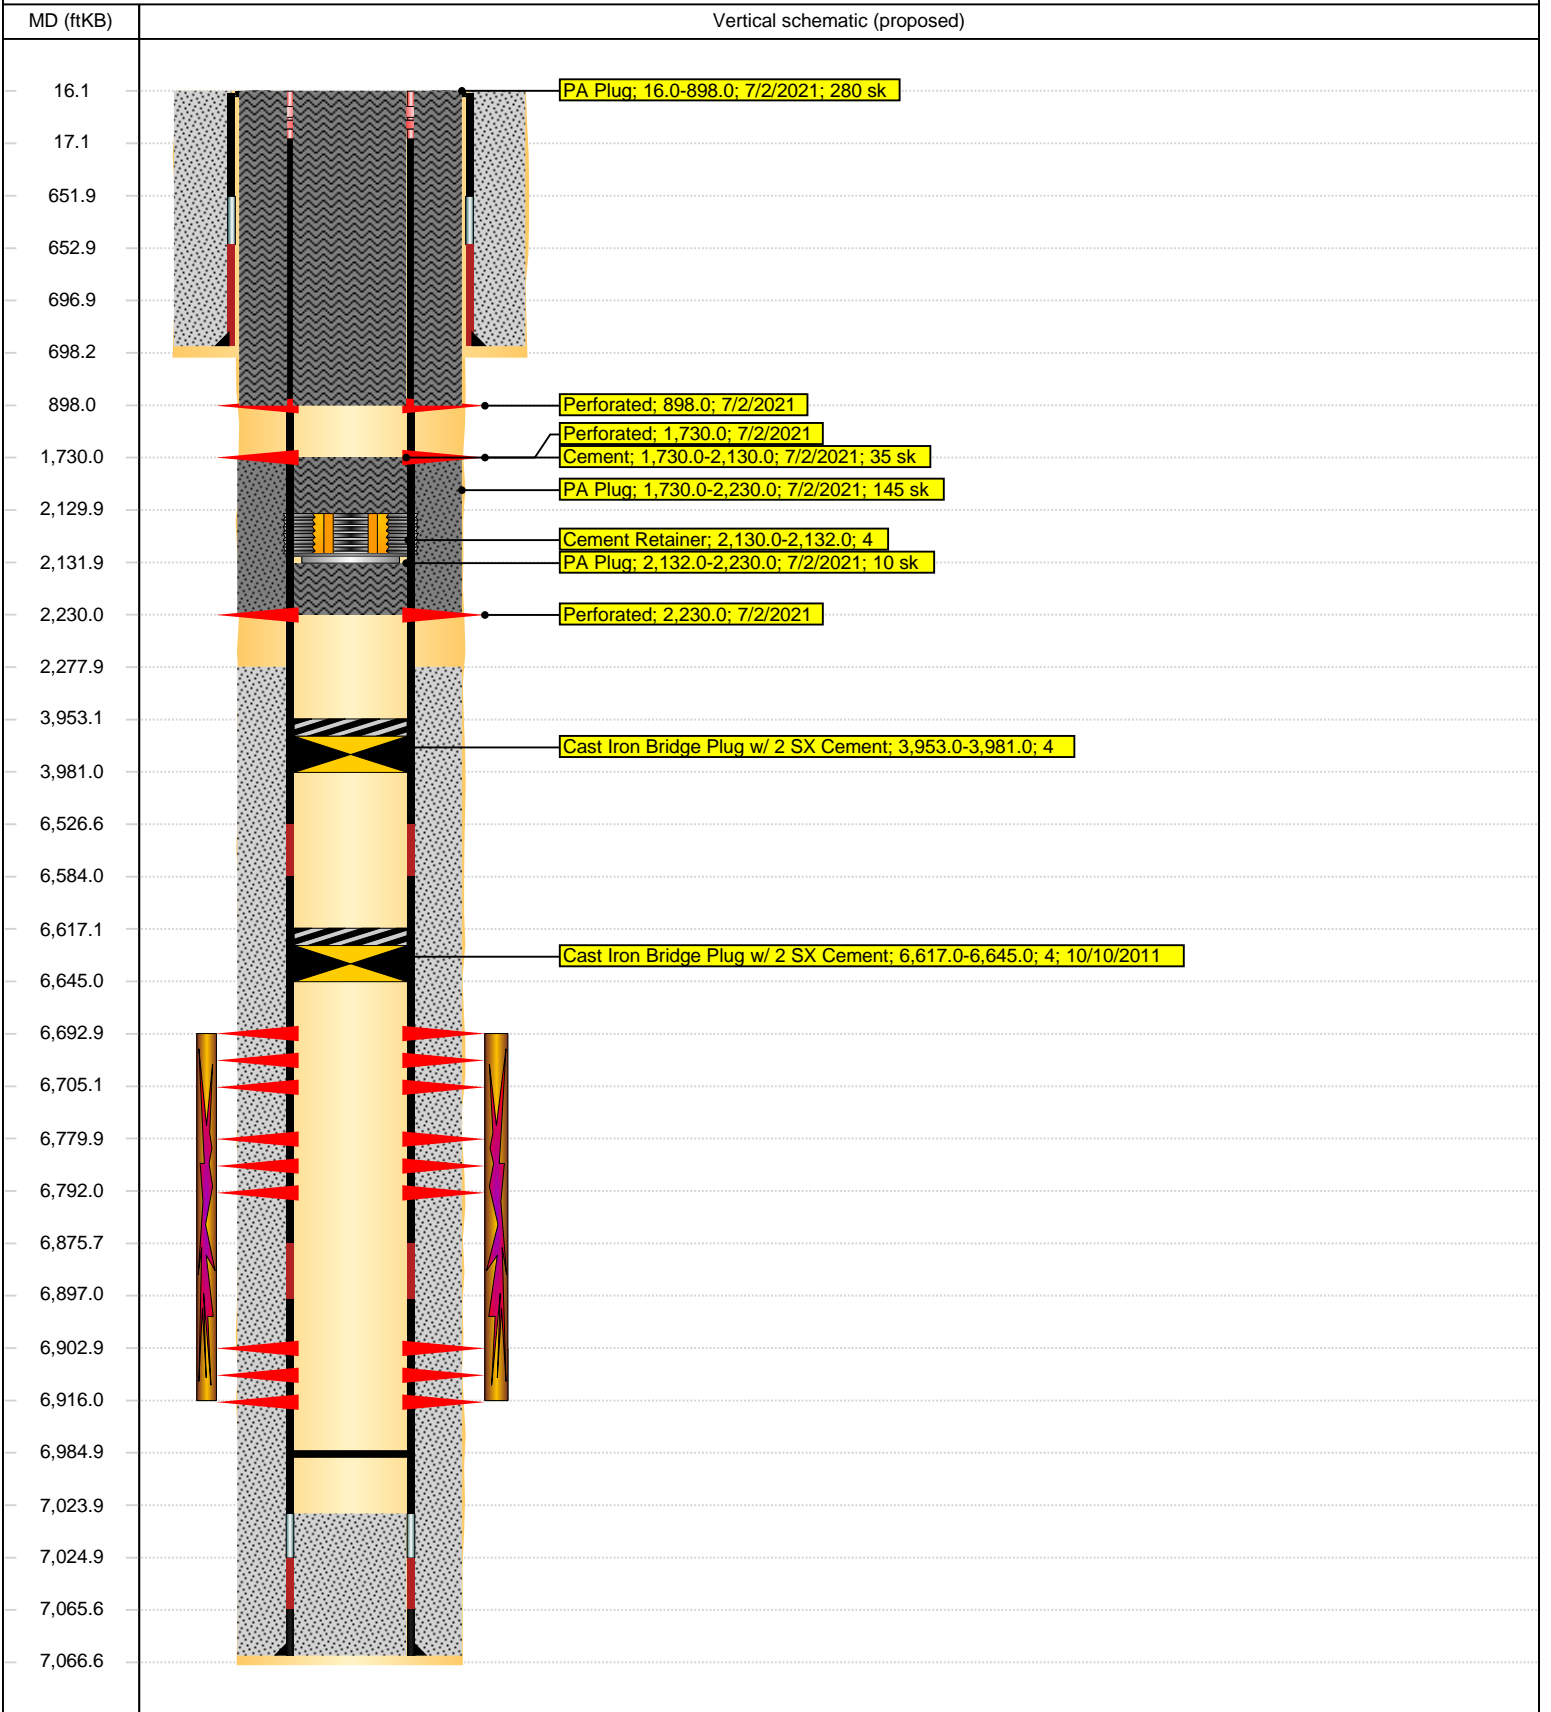 MD (ftKB)
Vertical schematic (proposed)
16.1
PA Plug; 16.0-898.0; 7/2/2021; 280 sk
17.1
651.9
652.9
696.9
698.2
898.0
Perforated; 898.0; 7/2/2021
Perforated; 1,730.0; 7/2/2021
1,730.0
Cement; 1,730.0-2,130.0; 7/2/2021; 35 sk
PA Plug; 1,730.0-2,230.0; 7/2/2021; 145 sk
2,129.9
Cement Retainer; 2,130.0-2,132.0; 4
2,131.9
PA Plug; 2,132.0-2,230.0; 7/2/2021; 10 sk
2,230.0
Perforated; 2,230.0; 7/2/2021
2,277.9
3,953.1
Cast Iron Bridge Plug w/ 2 SX Cement; 3,953.0-3,981.0; 4
3,981.0
6,526.6
6,584.0
6,617.1
Cast Iron Bridge Plug w/ 2 SX Cement; 6,617.0-6,645.0; 4; 10/10/2011
6,645.0
6,692.9
6,705.1
6,779.9
6,792.0
6,875.7
6,897.0
6,902.9
6,916.0
6,984.9
7,023.9
7,024.9
7,065.6
7,066.6